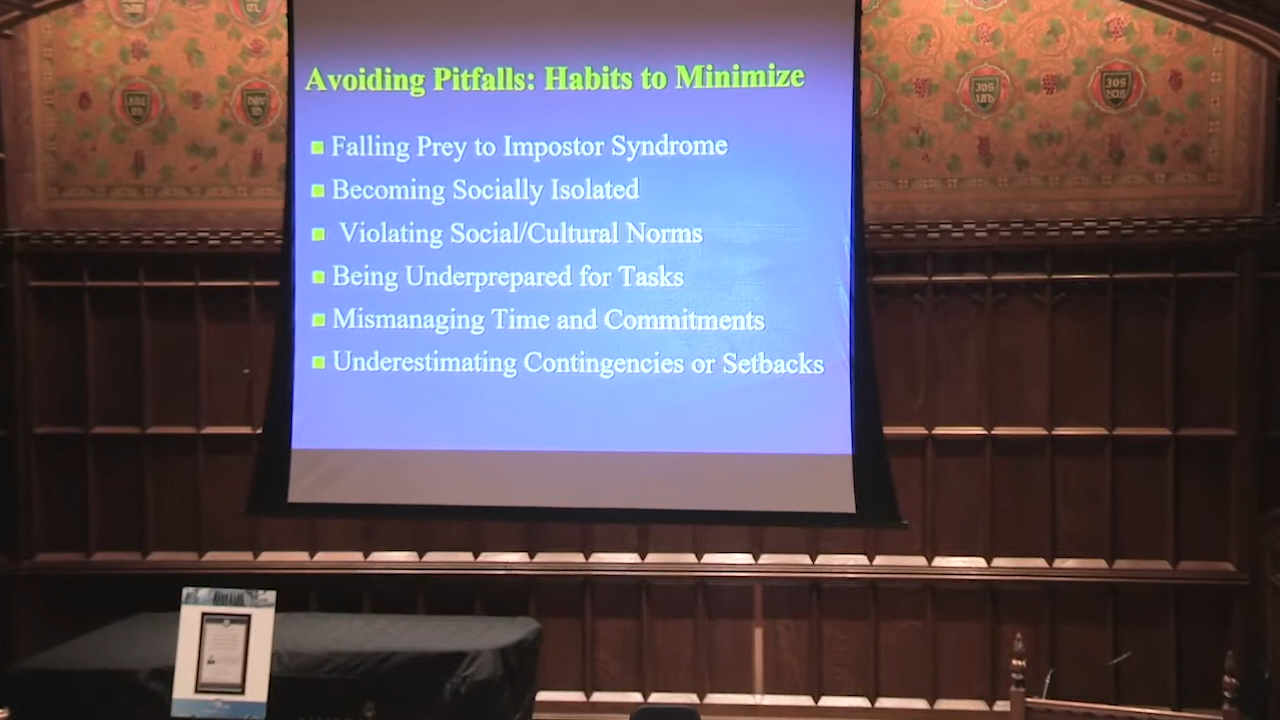 Avoiding Pitfalls: Habits to Minimize
Falling Prey to Impostor Syndrome
Becoming Socially Isolated
Violating Social/Cultural Norms
Being Underprepared for Tasks
Mismanaging Time and Commitments
Underestimating Contingencies or Setbacks